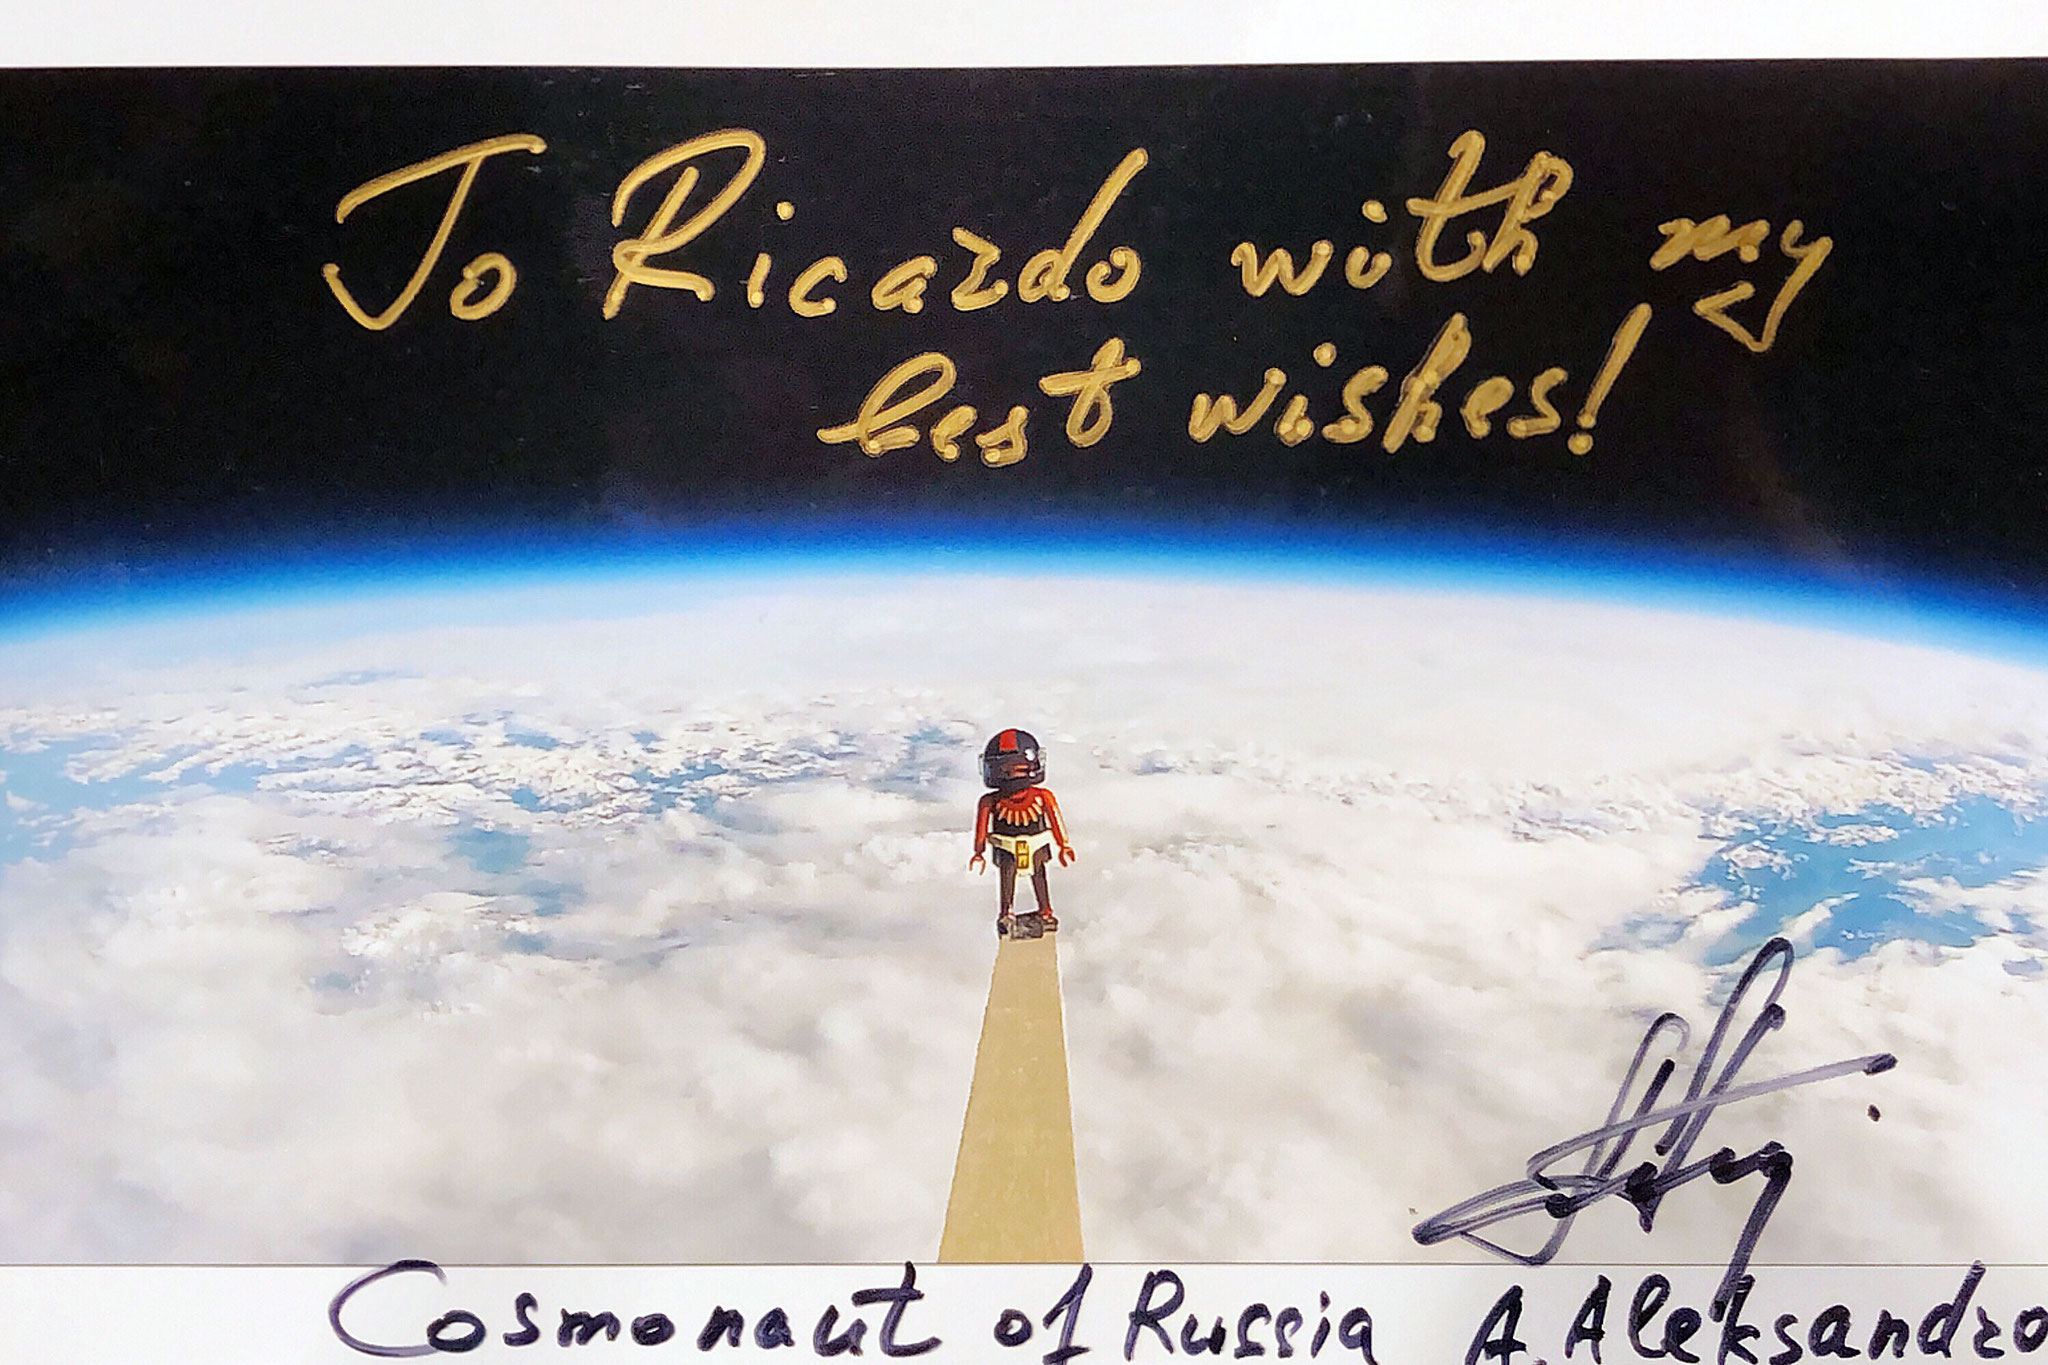 To Ricardo with my
best wishes!
Cosmonaut of Russia A. Aleksandro